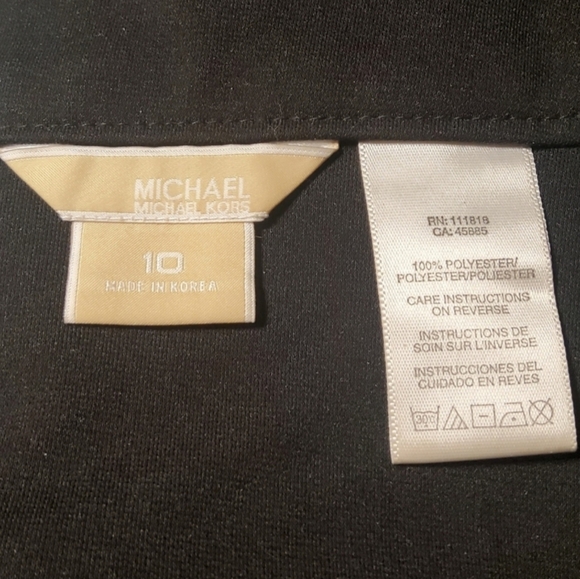 MICHAEL
MICHAEL KORS
10
MADE IN KOREA
RN: 111818
CA: 45885
100% POLYESTER/
POLYESTER/POLIESTER
CARE INSTRUCTIONS
ON REVERSE
INSTRUCTIONS DE
SOIN SUR L'INVERSE
INSTRUCCIONES DEL
CUIDADO EN REVES
30°